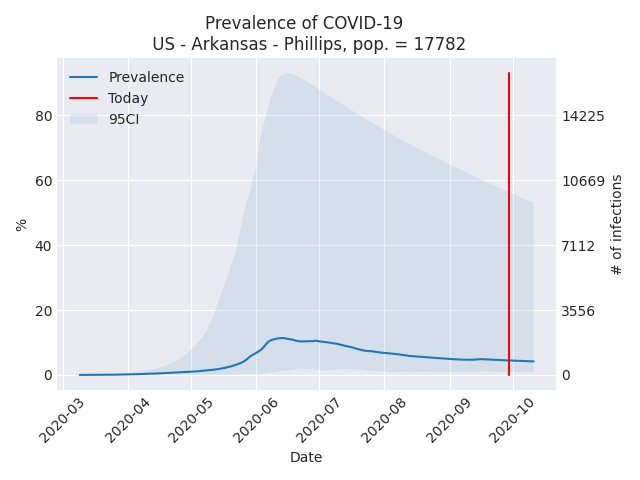 Prevalence of COVID-19
US - Arkansas - Phillips, pop. = 17782
Prevalence
Today
95CI
80
60
40
20
0
%
14225
10669
7112
3556
0
# of infections
2020-03
2020-04
2020-05
2020-06
2020-07
2020-08
2020-09
2020-10
Date